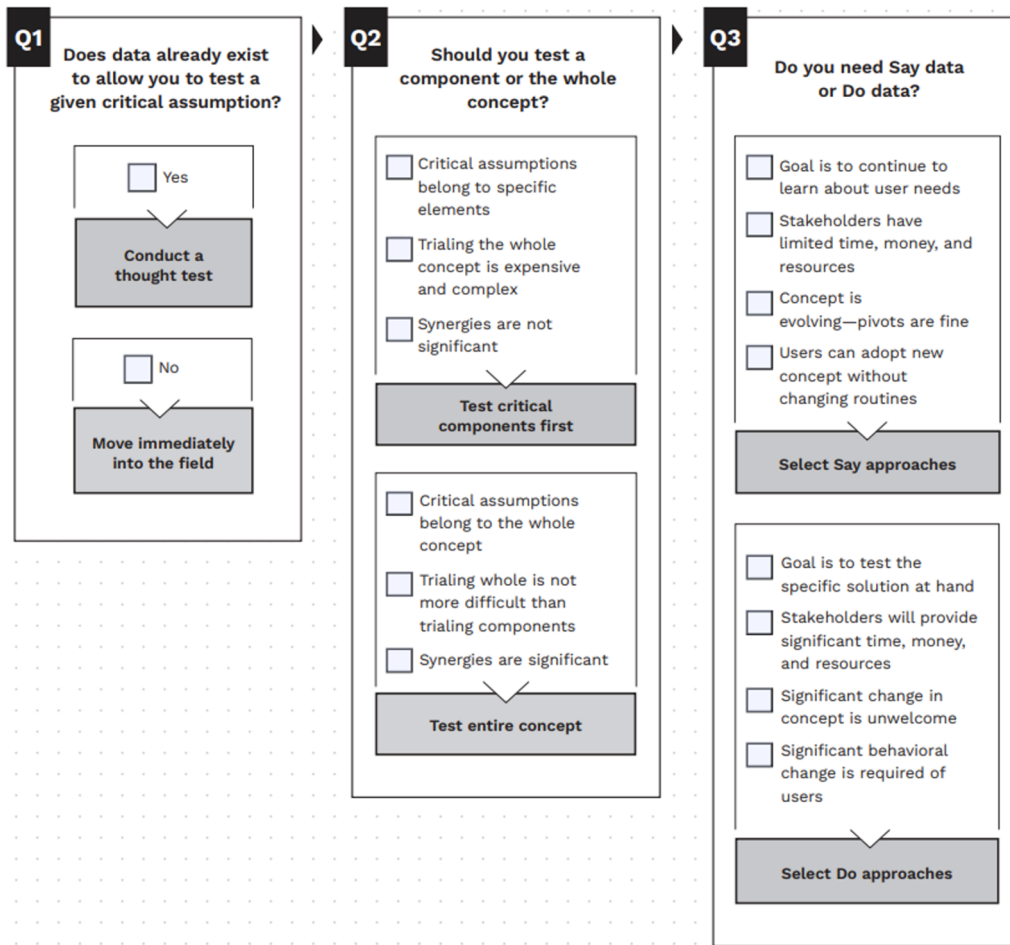 Q1
Does data already exist
to allow you to test a
given critical assumption?
Yes
Conduct a
thought test
No
Move immediately
into the field
Q2
Should you test a
component or the whole
concept?
Critical assumptions
belong to specific
elements
Trialing the whole
concept is expensive
and complex
Synergies are not
significant
Test critical
components first
Critical assumptions
belong to the whole
concept
Trialing whole is not
more difficult than
trialing components
Synergies are significant
Test entire concept
Q3
Do you need Say data
or Do data?
Goal is to continue to
learn about user needs
Stakeholders have
limited time, money, and
resources
Concept is
evolving—pivots are fine
Users can adopt new
concept without
changing routines
Select Say approaches
Goal is to test the
specific solution at hand
Stakeholders will provide
significant time, money,
and resources
Significant change in
concept is unwelcome
Significant behavioral
change is required of
users
Select Do approaches